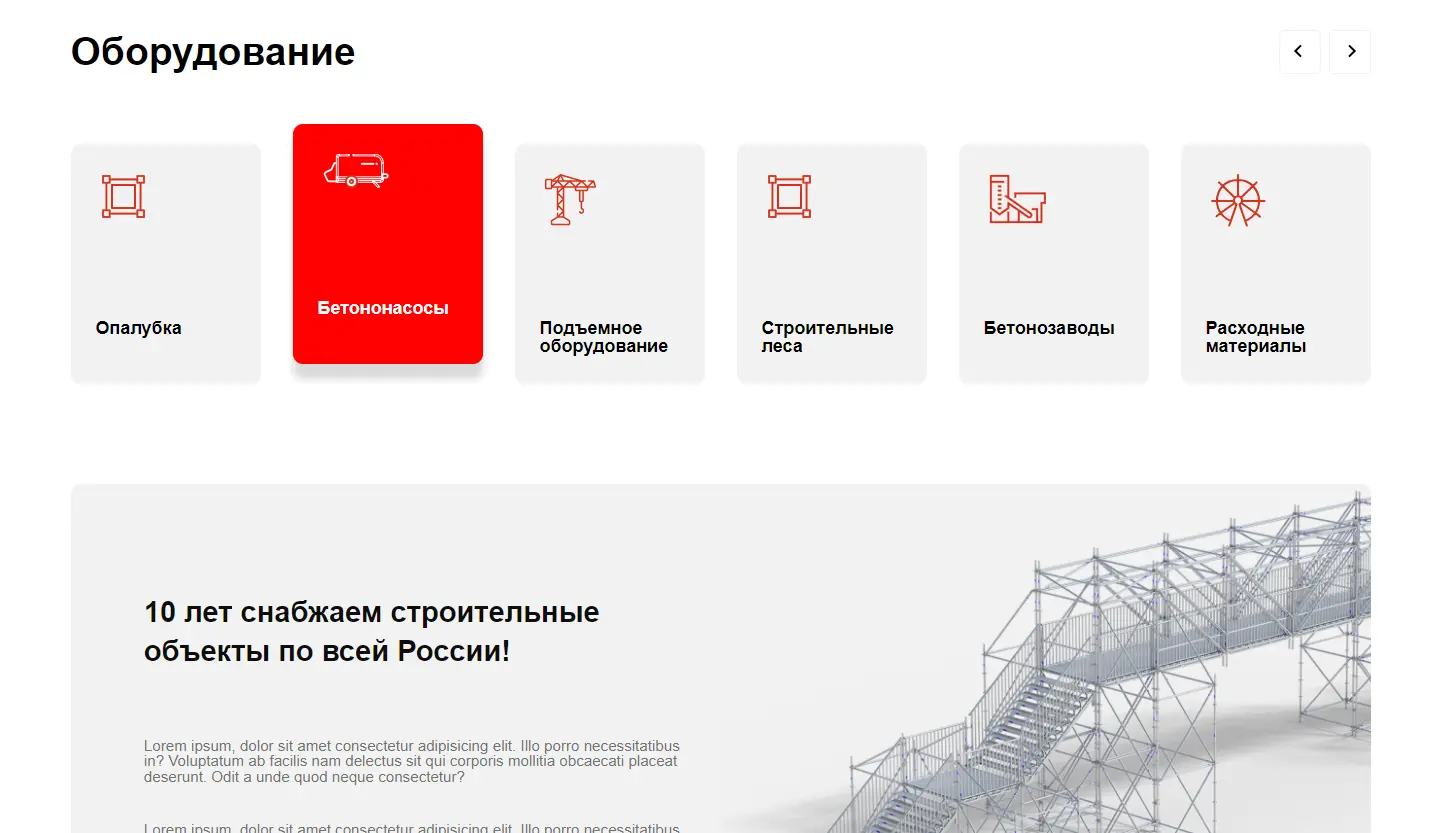 Оборудование
Опалубка
Бетононасосы
Подъемное
оборудование
Строительные
леса
Бетонозаводы
Расходные
материалы
10 лет снабжаем строительные
объекты по всей России!
Lorem ipsum, dolor sit amet consectetur adipisicing elit. Illo porro necessitatibus
in? Voluptatum ab facilis nam delectus sit qui corporis mollitia obcaecati placeat
deserunt. Odit a unde quod neque consectetur?
Lorem ipsum, dolor sit amet consectetur adipisicing elit. Illo porro necessitatibus